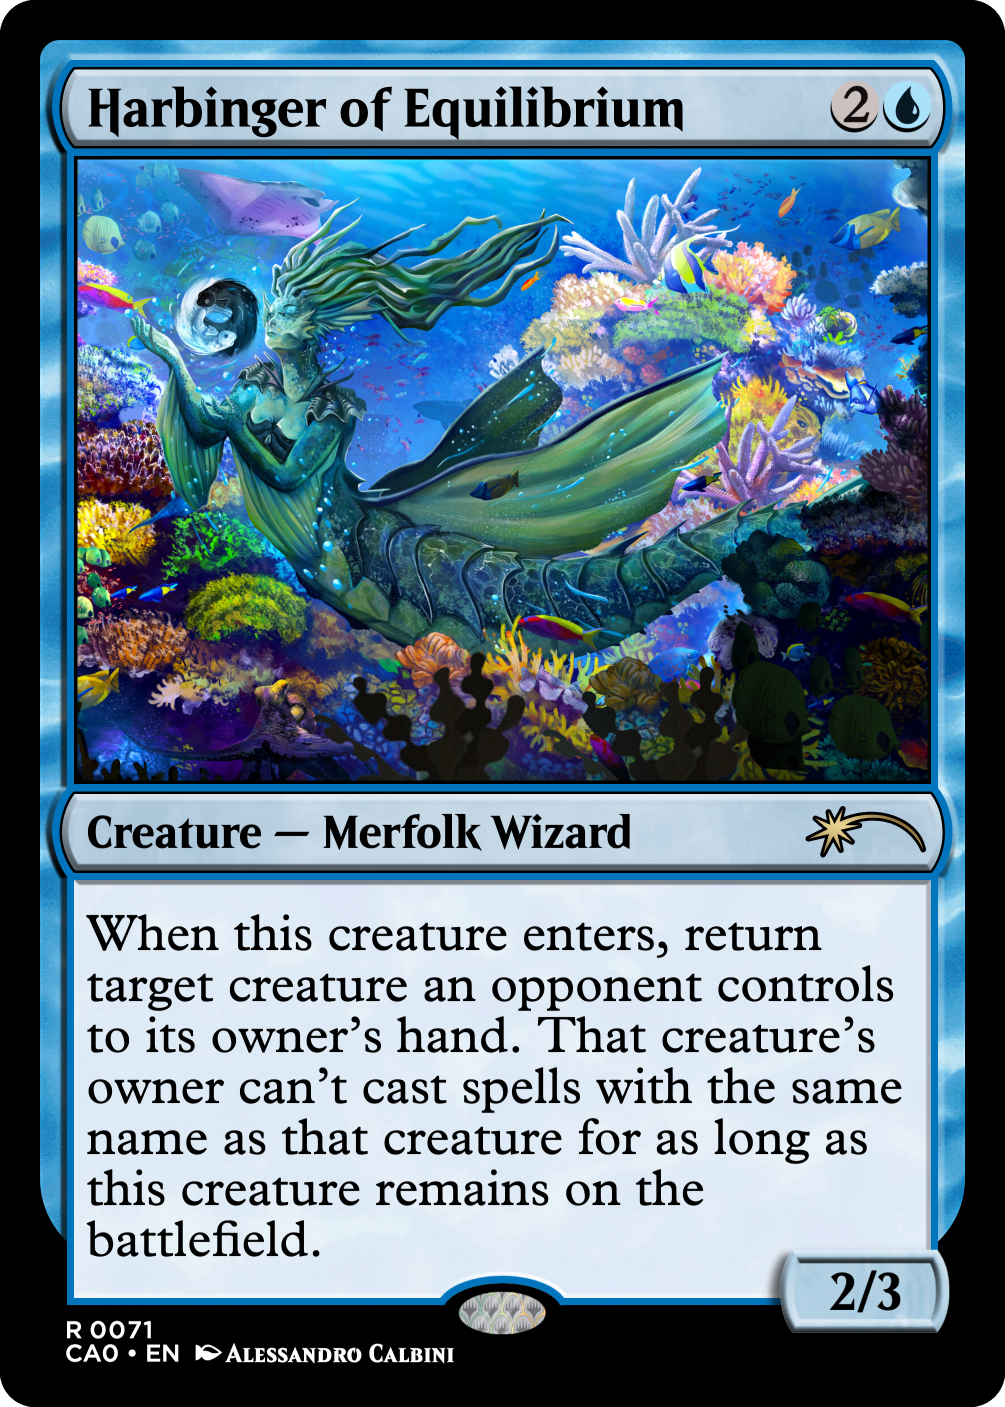 Harbinger of Equilibrium 2
Creature — Merfolk Wizard
When this creature enters, return
target creature an opponent controls
to its owner's hand. That creature's
owner can't cast spells with the same
name as that creature for as long as
this creature remains on the
battlefield.
2/3
R 0071
CAO • EN ALESSANDRO CALBINI